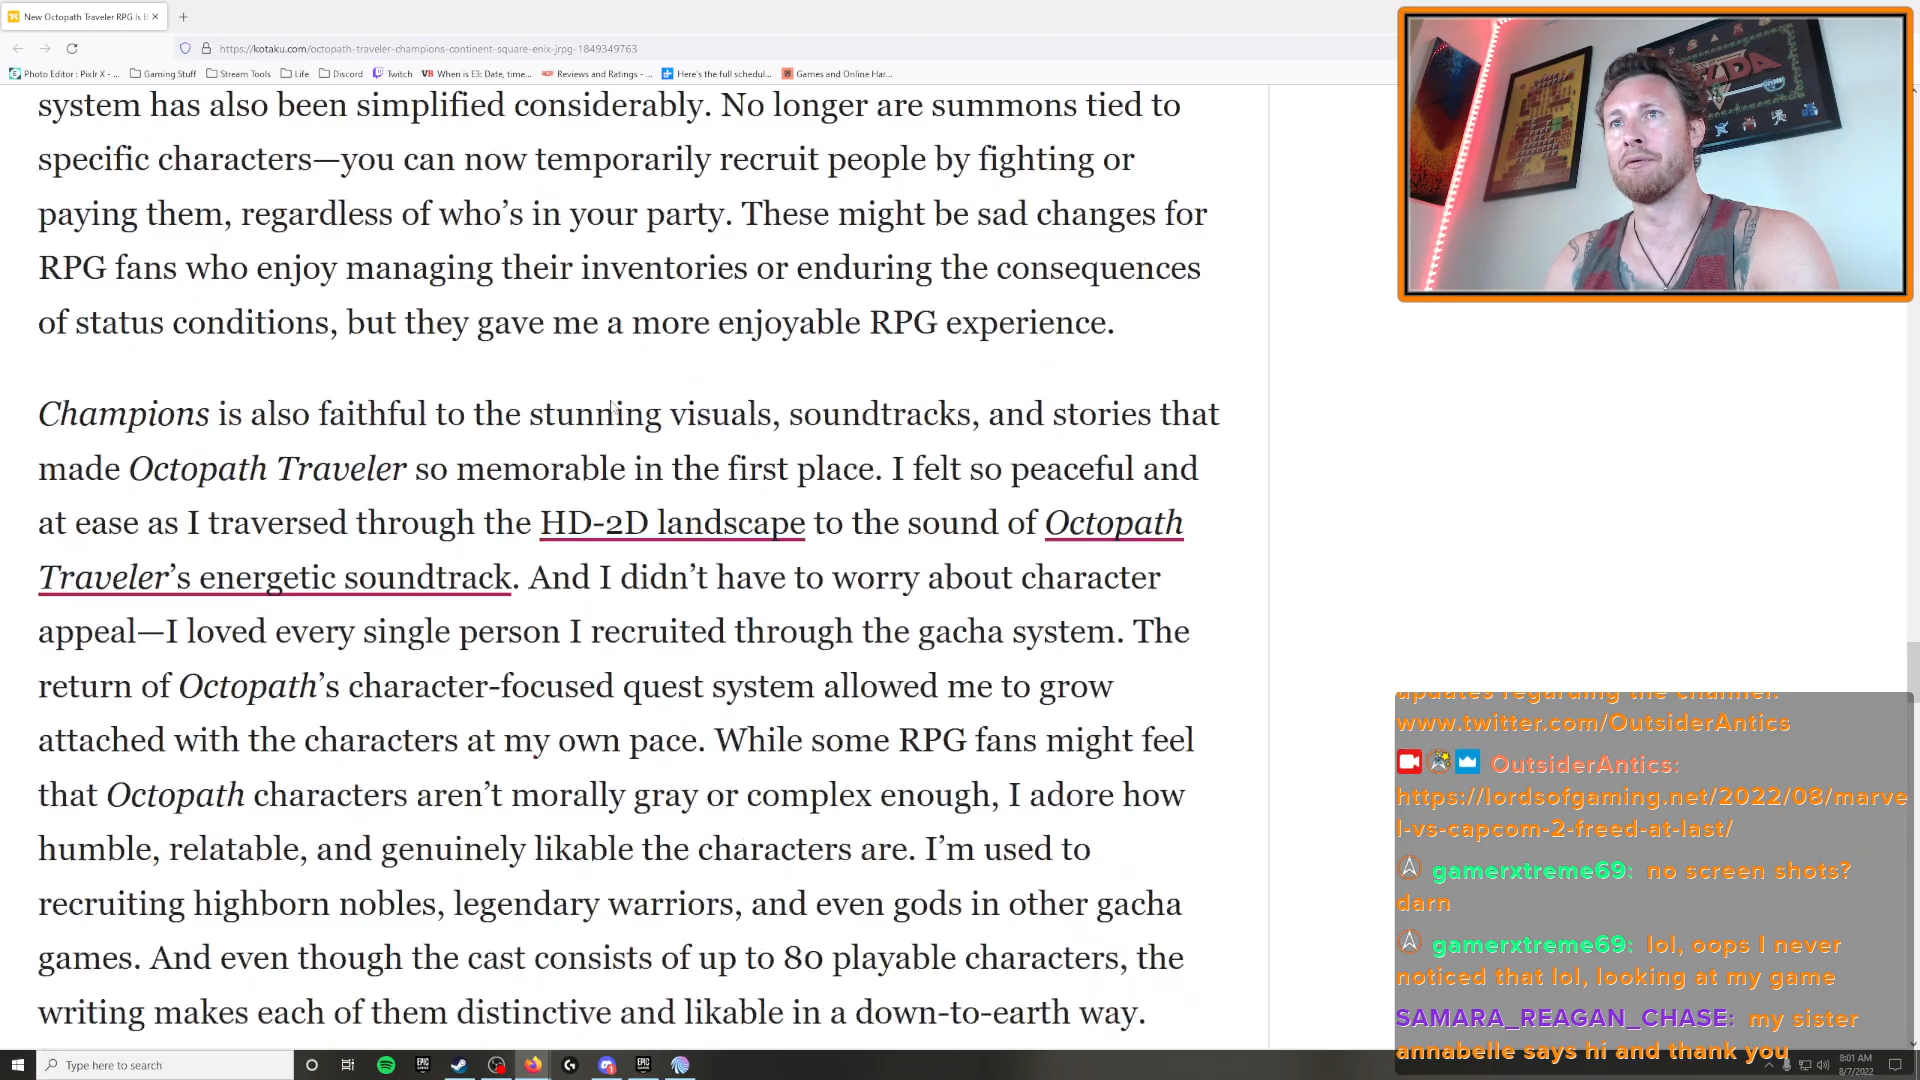 New Octopath Traveler RPG Is B
https://kotaku.com/octopath-traveler-champions-continent-square-enix-jrpg-1849349763
Photo Editor : Pixlr X - ...
Gaming Stuff
Stream Tools
Life
Discord
Twitch
When is E3: Date, time...
Reviews and Ratings - ...
Here's the full schedul...
Games and Online Har...
system has also been simplified considerably. No longer are summons tied to
specific characters—you can now temporarily recruit people by fighting or
paying them, regardless of who's in your party. These might be sad changes for
RPG fans who enjoy managing their inventories or enduring the consequences
of status conditions, but they gave me a more enjoyable RPG experience.
Champions is also faithful to the stunning visuals, soundtracks, and stories that
made Octopath Traveler so memorable in the first place. I felt so peaceful and
at ease as I traversed through the HD-2D landscape to the sound of Octopath
Traveler's energetic soundtrack. And I didn't have to worry about character
appeal—I loved every single person I recruited through the gacha system. The
return of Octopath's character-focused quest system allowed me to grow
attached with the characters at my own pace. While some RPG fans might feel
that Octopath characters aren't morally gray or complex enough, I adore how
humble, relatable, and genuinely likable the characters are. I'm used to
recruiting highborn nobles, legendary warriors, and even gods in other gacha
games. And even though the cast consists of up to 80 playable characters, the
writing makes each of them distinctive and likable in a down-to-earth way.
ZELDA
updates regarding the channel:
www.twitter.com/OutsiderAntics
OutsiderAntics:
https://lordsofgaming.net/2022/08/marve
l-vs-capcom-2-freed-at-last/
gamerxtreme69: no screen shots?
darn
gamerxtreme69: lol, oops I never
noticed that lol, looking at my game
SAMARA_REAGAN_CHASE: my sister
annabelle says hi and thank you
Type here to search
8:01 AM
8/7/2022